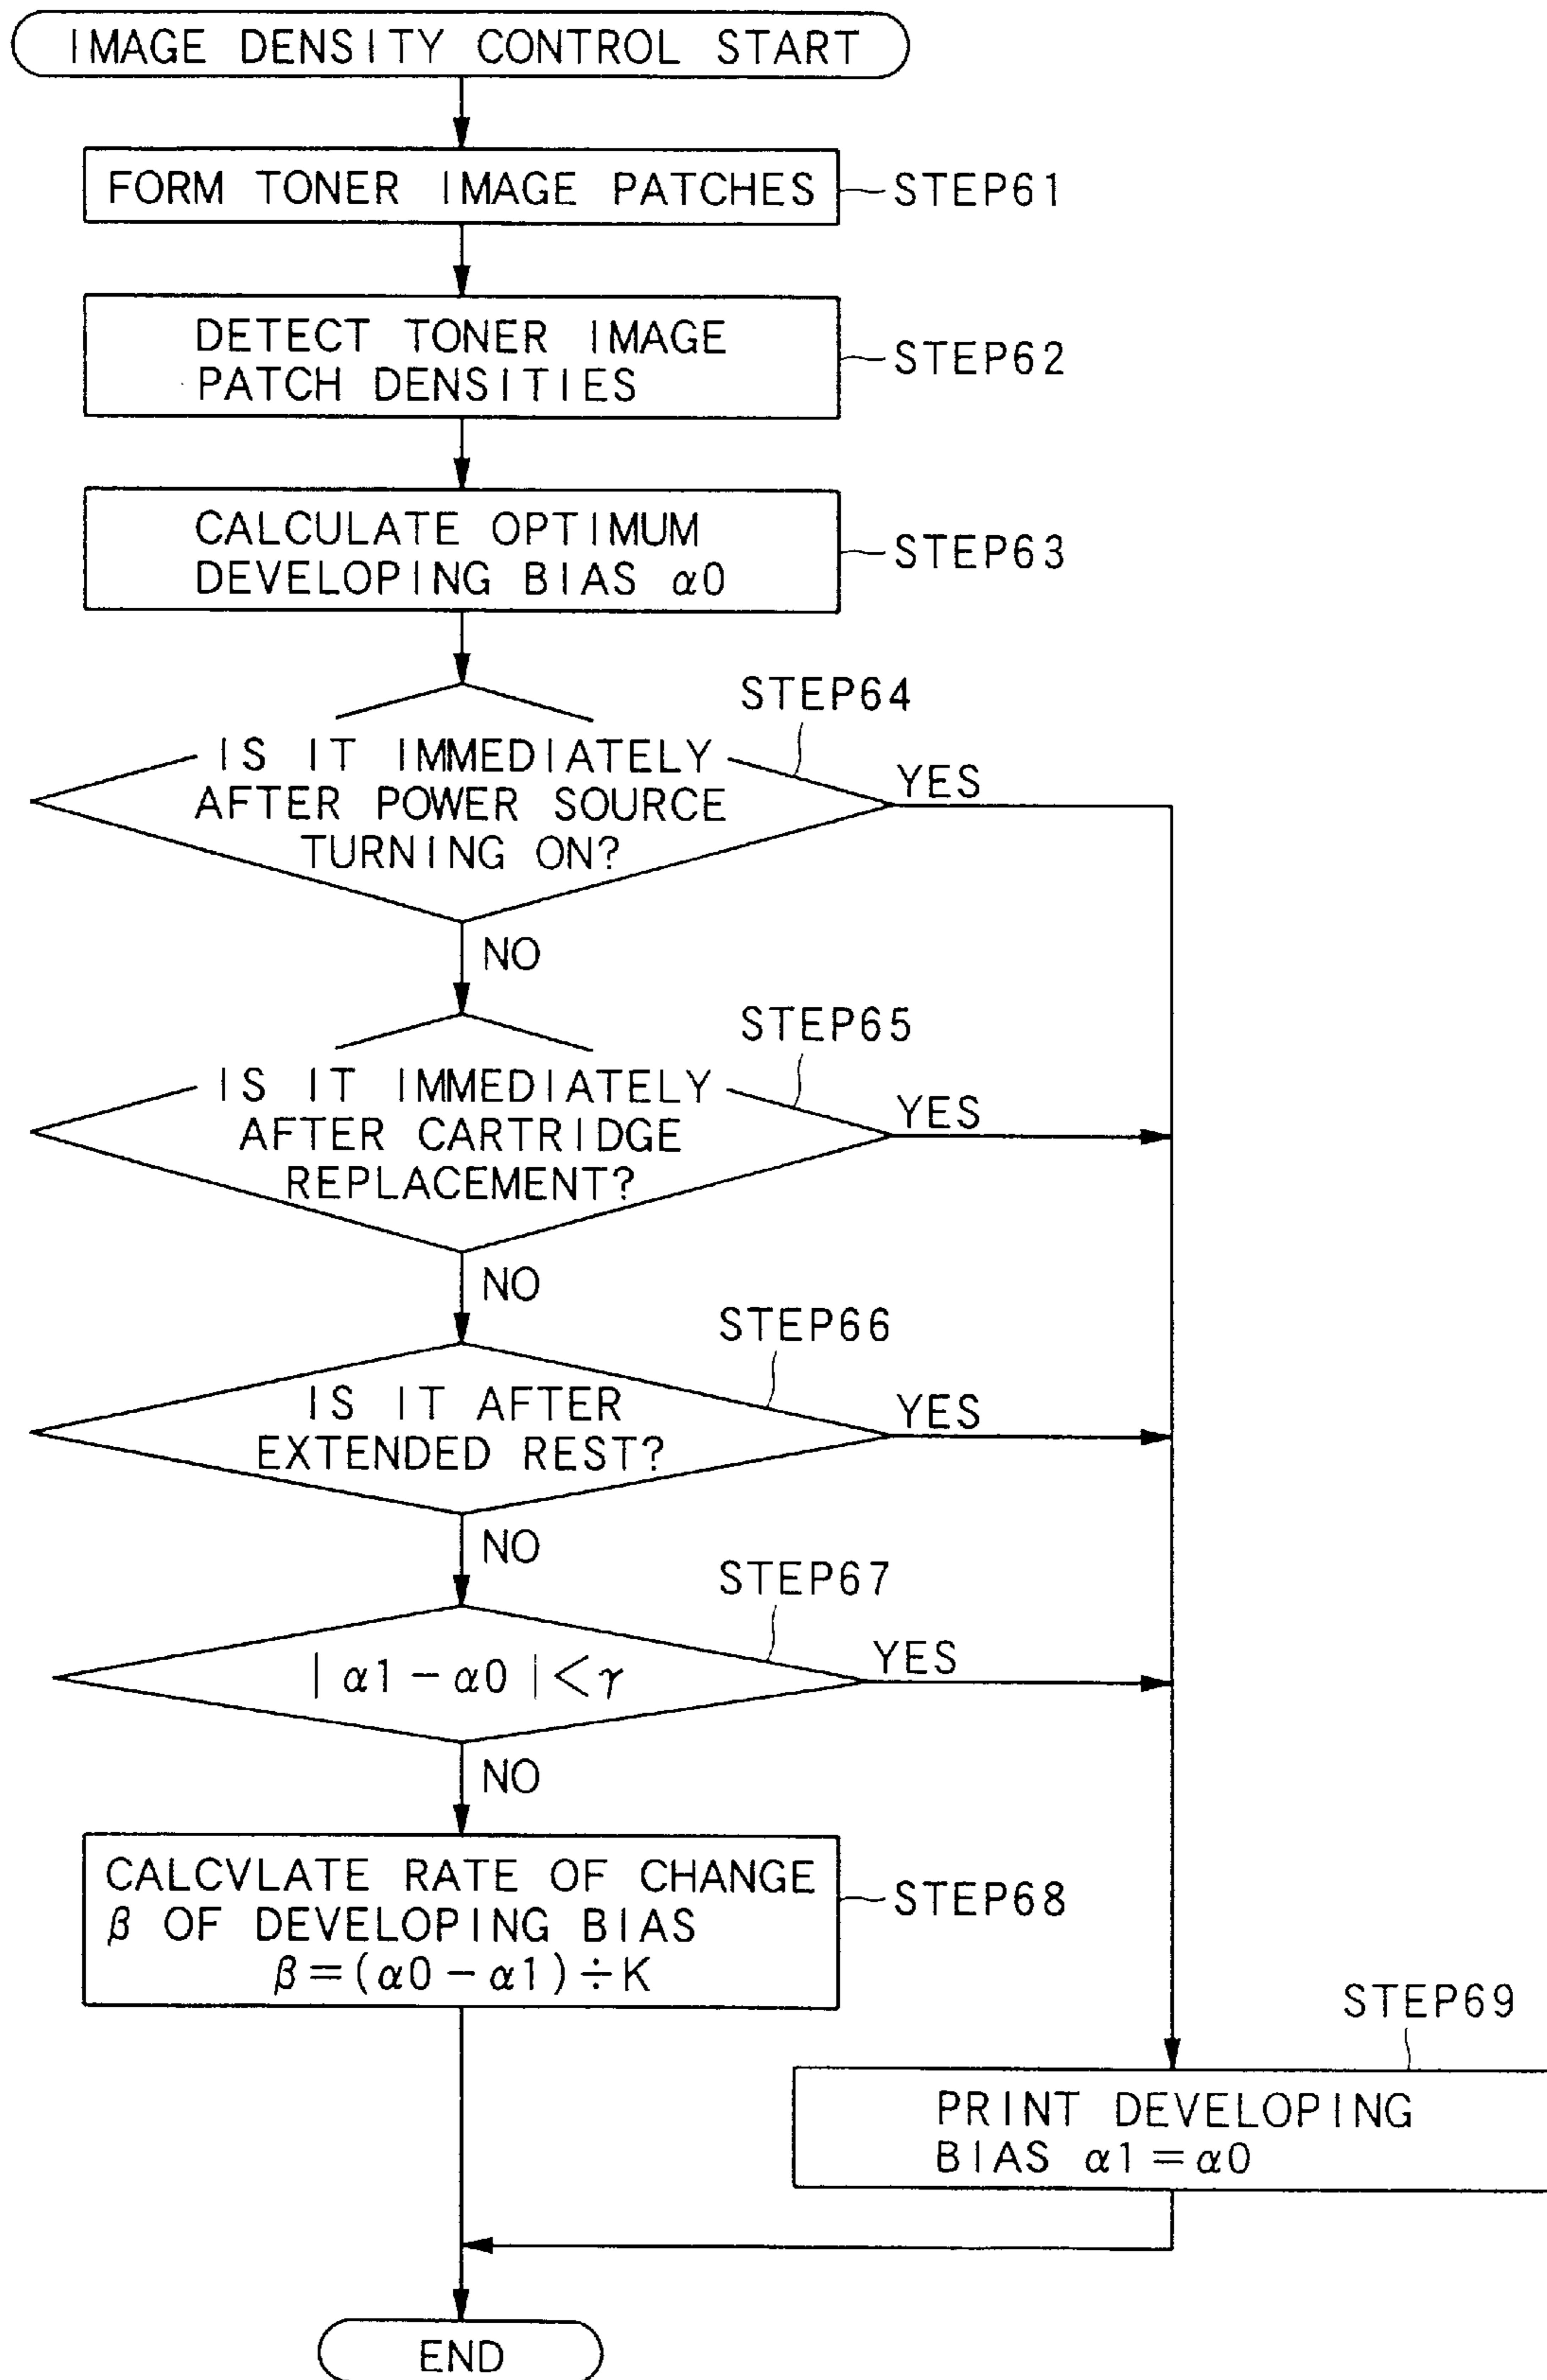 IMAGE DENSITY CONTROL START
FORM TONER IMAGE PATCHES
STEP61
DETECT TONER IMAGE
PATCH DENSITIES
STEP62
CALCULATE OPTIMUM
DEVELOPING BIAS α0
STEP63
STEP64
IS IT IMMEDIATELY
AFTER POWER SOURCE
TURNING ON?
YES
NO
STEP65
IS IT IMMEDIATELY
AFTER CARTRIDGE
REPLACEMENT?
YES
NO
STEP66
IS IT AFTER
EXTENDED REST?
YES
NO
STEP67
|α1-α0|<γ
YES
NO
CALCVLATE RATE OF CHANGE
β OF DEVELOPING BIAS
β=(α0-α1)÷K
STEP68
STEP69
PRINT DEVELOPING
BIAS α1=α0
END